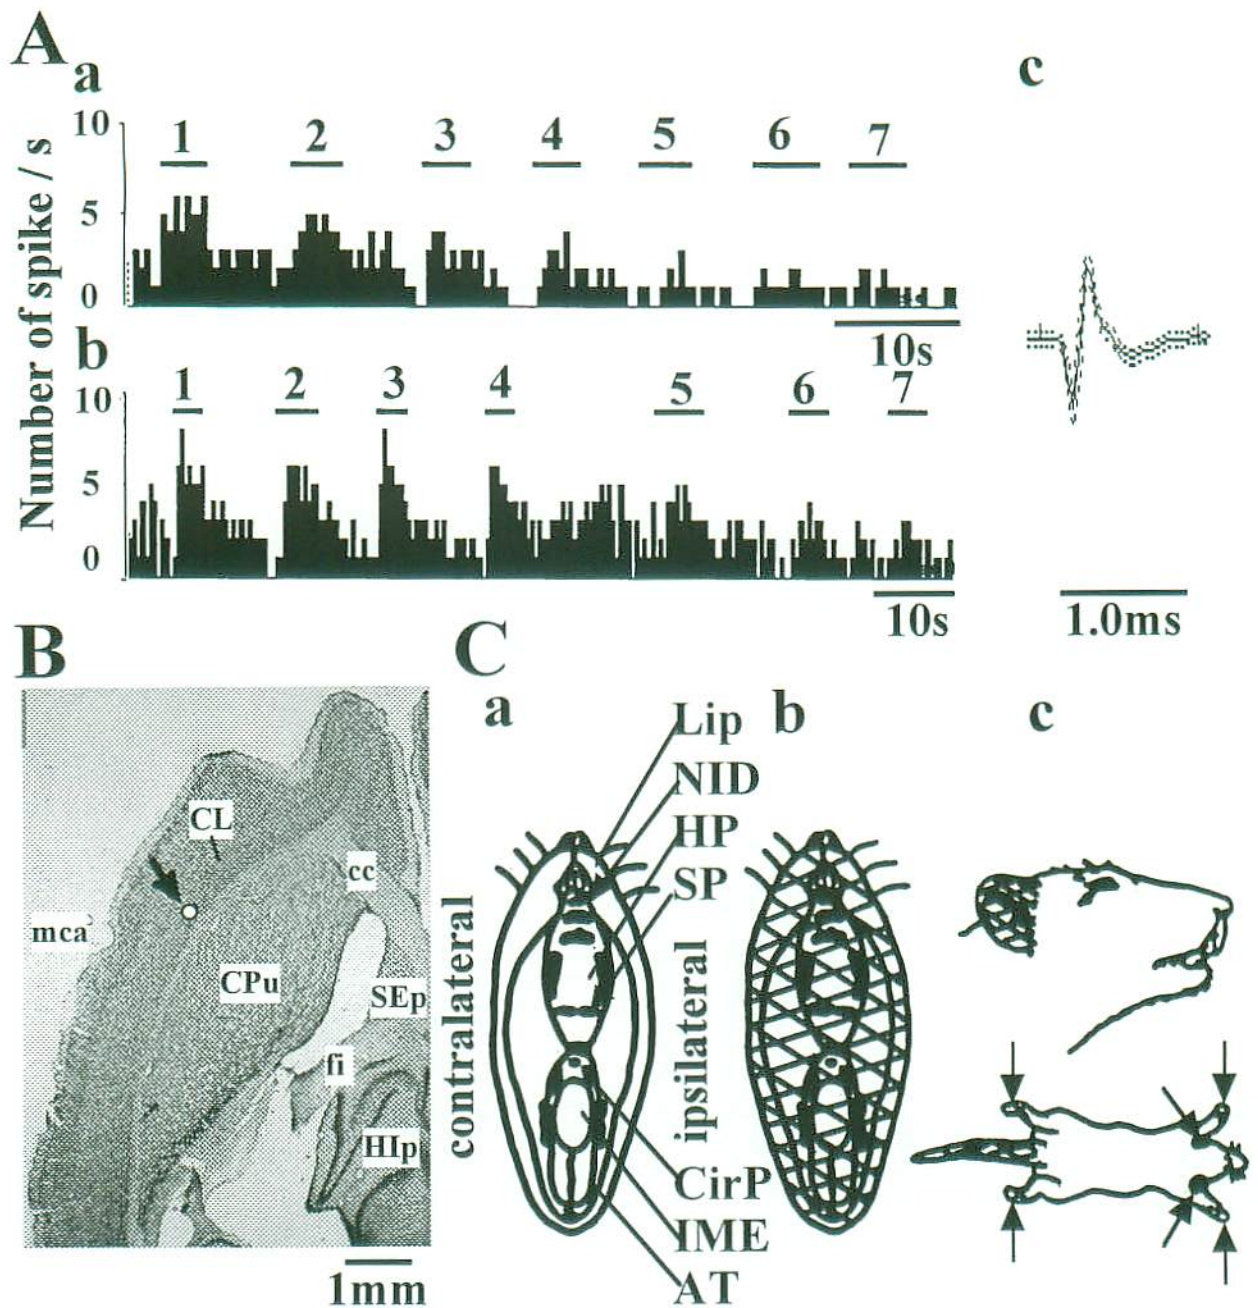 A
a
c
Number of spike / s
10
1 2 3 4 5 6 7
5
0
10s
b
10
1 2 3 4 5 6 7
5
0
10s
1.0ms
B
CL
cc
mca
CPu
SEp
fi
HIp
1mm
C
a
b
c
Lip
NID
HP
SP
contralateral
ipsilateral
CirP
IME
AT